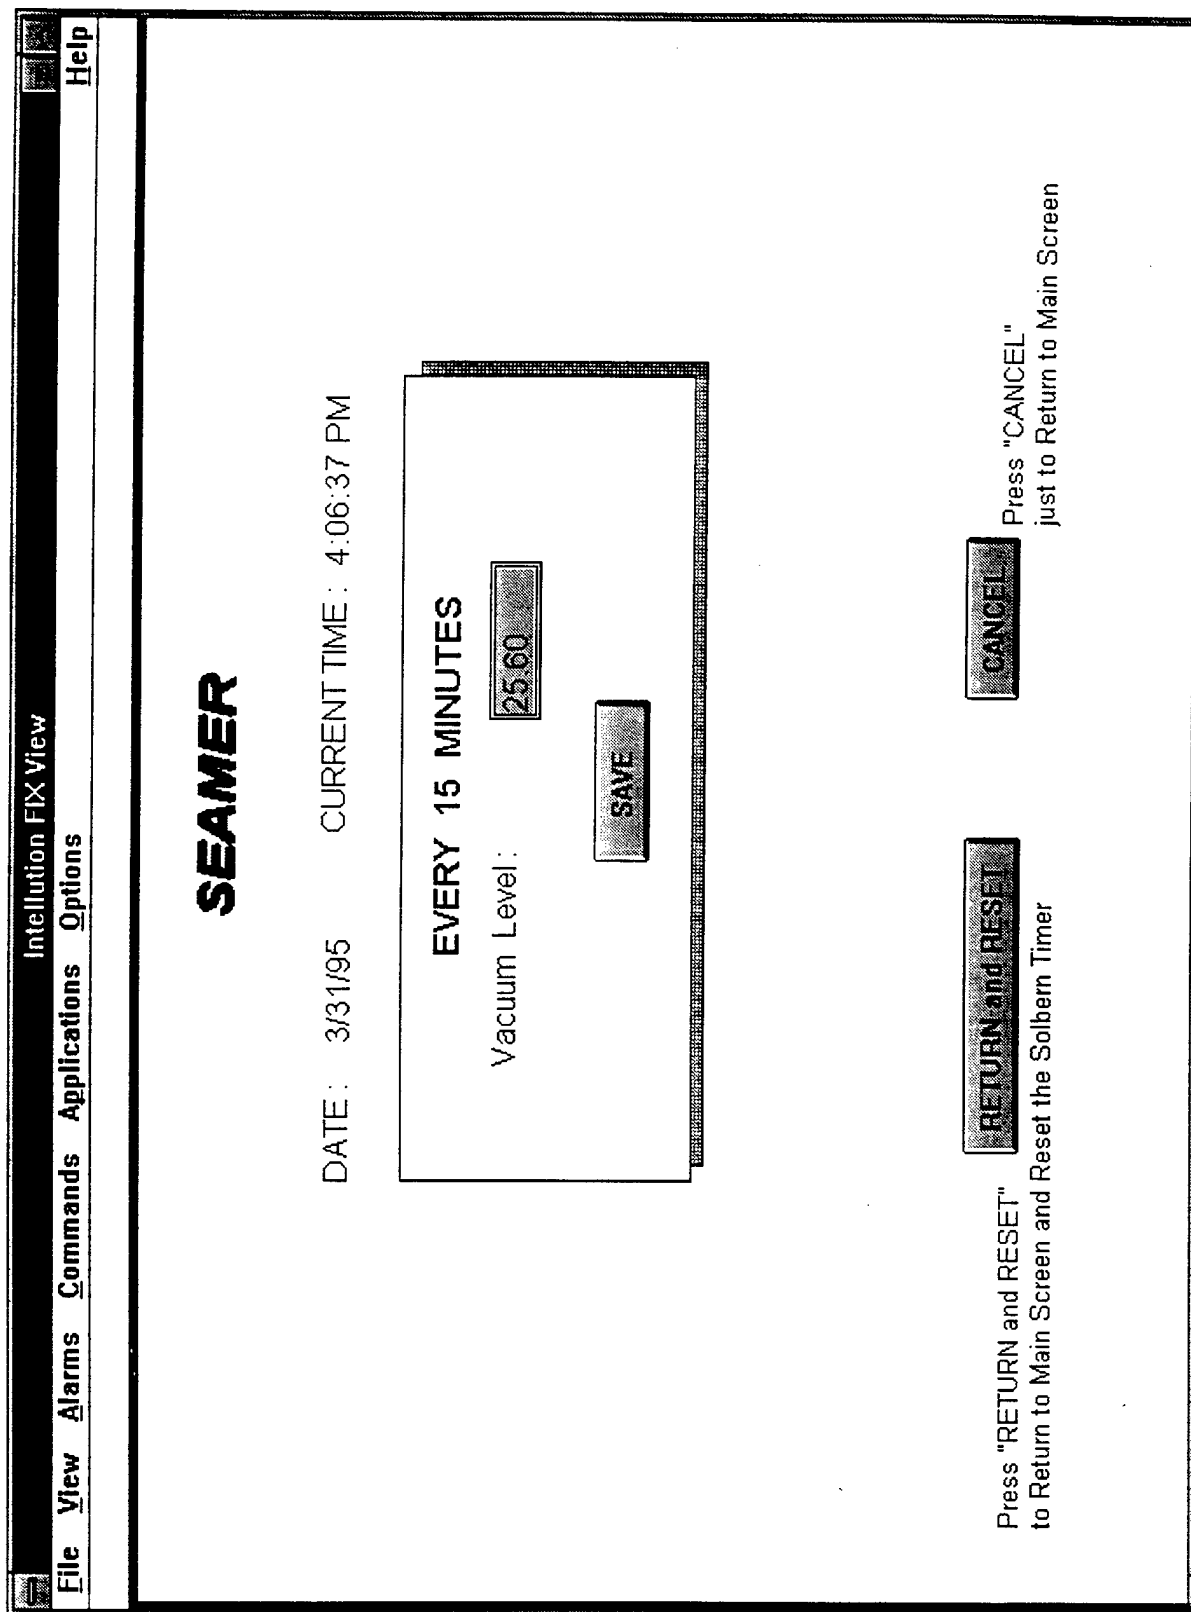 Intellution FIX View
File View Alarms Commands Applications Options Help
SEAMER
DATE : 3/31/95 CURRENT TIME : 4:06:37 PM
EVERY 15 MINUTES
Vacuum Level : 25.60
SAVE
RETURN and RESET CANCEL
Press "RETURN and RESET"
to Return to Main Screen and Reset the Solbern Timer
Press "CANCEL"
just to Return to Main Screen